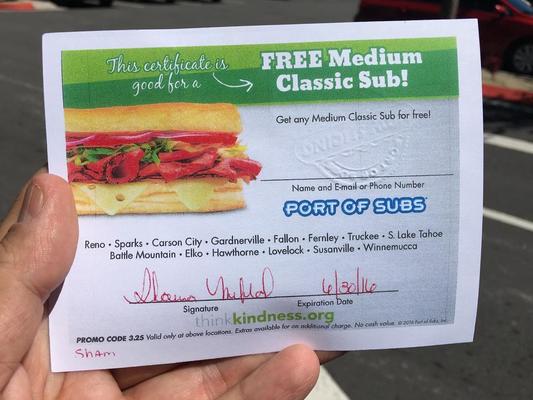 This certificate is
good for a
FREE Medium
Classic Sub!
Get any Medium Classic Sub for free!
Name and E-mail or Phone Number
PORT OF SUBS®
Reno • Sparks • Carson City • Gardnerville • Fallon • Fernley • Truckee • S. Lake Tahoe
Battle Mountain • Elko • Hawthorne • Lovelock • Susanville • Winnemucca
6/30/16
Signature
Expiration Date
thinkkindness.org
PROMO CODE 3.25 Valid only at above locations. Extras available for an additional charge. No cash value. © 2016 Port of Subs, Inc.
Sham